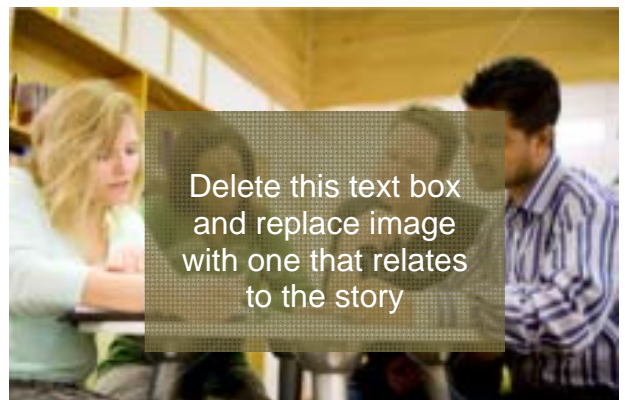 Delete this text box
and replace image
with one that relates
to the story